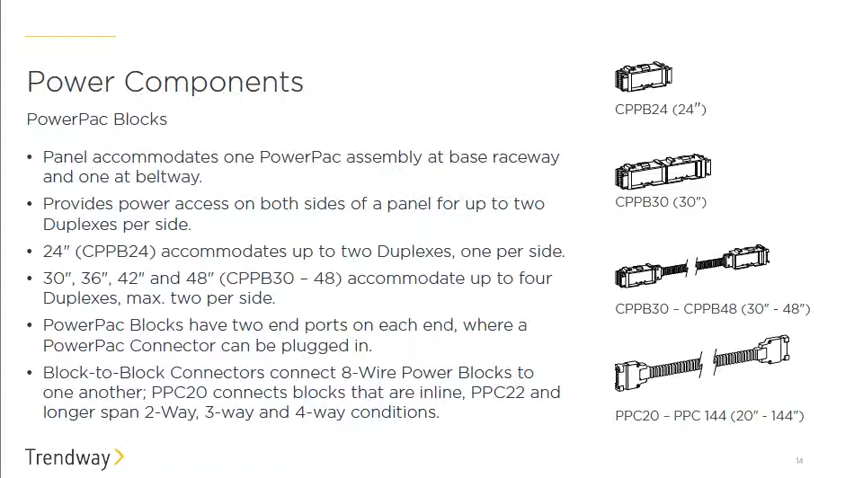 Power Components
PowerPac Blocks
• Panel accommodates one PowerPac assembly at base raceway
and one at beltway.
• Provides power access on both sides of a panel for up to two
Duplexes per side.
• 24" (CPPB24) accommodates up to two Duplexes, one per side.
• 30", 36", 42" and 48" (CPPB30 – 48) accommodate up to four
Duplexes, max. two per side.
• PowerPac Blocks have two end ports on each end, where a
PowerPac Connector can be plugged in.
• Block-to-Block Connectors connect 8-Wire Power Blocks to
one another; PPC20 connects blocks that are inline, PPC22 and
longer span 2-Way, 3-way and 4-way conditions.
CPPB24 (24")
CPPB30 (30")
CPPB30 – CPPB48 (30" - 48")
PPC20 – PPC 144 (20" - 144")
Trendway
14